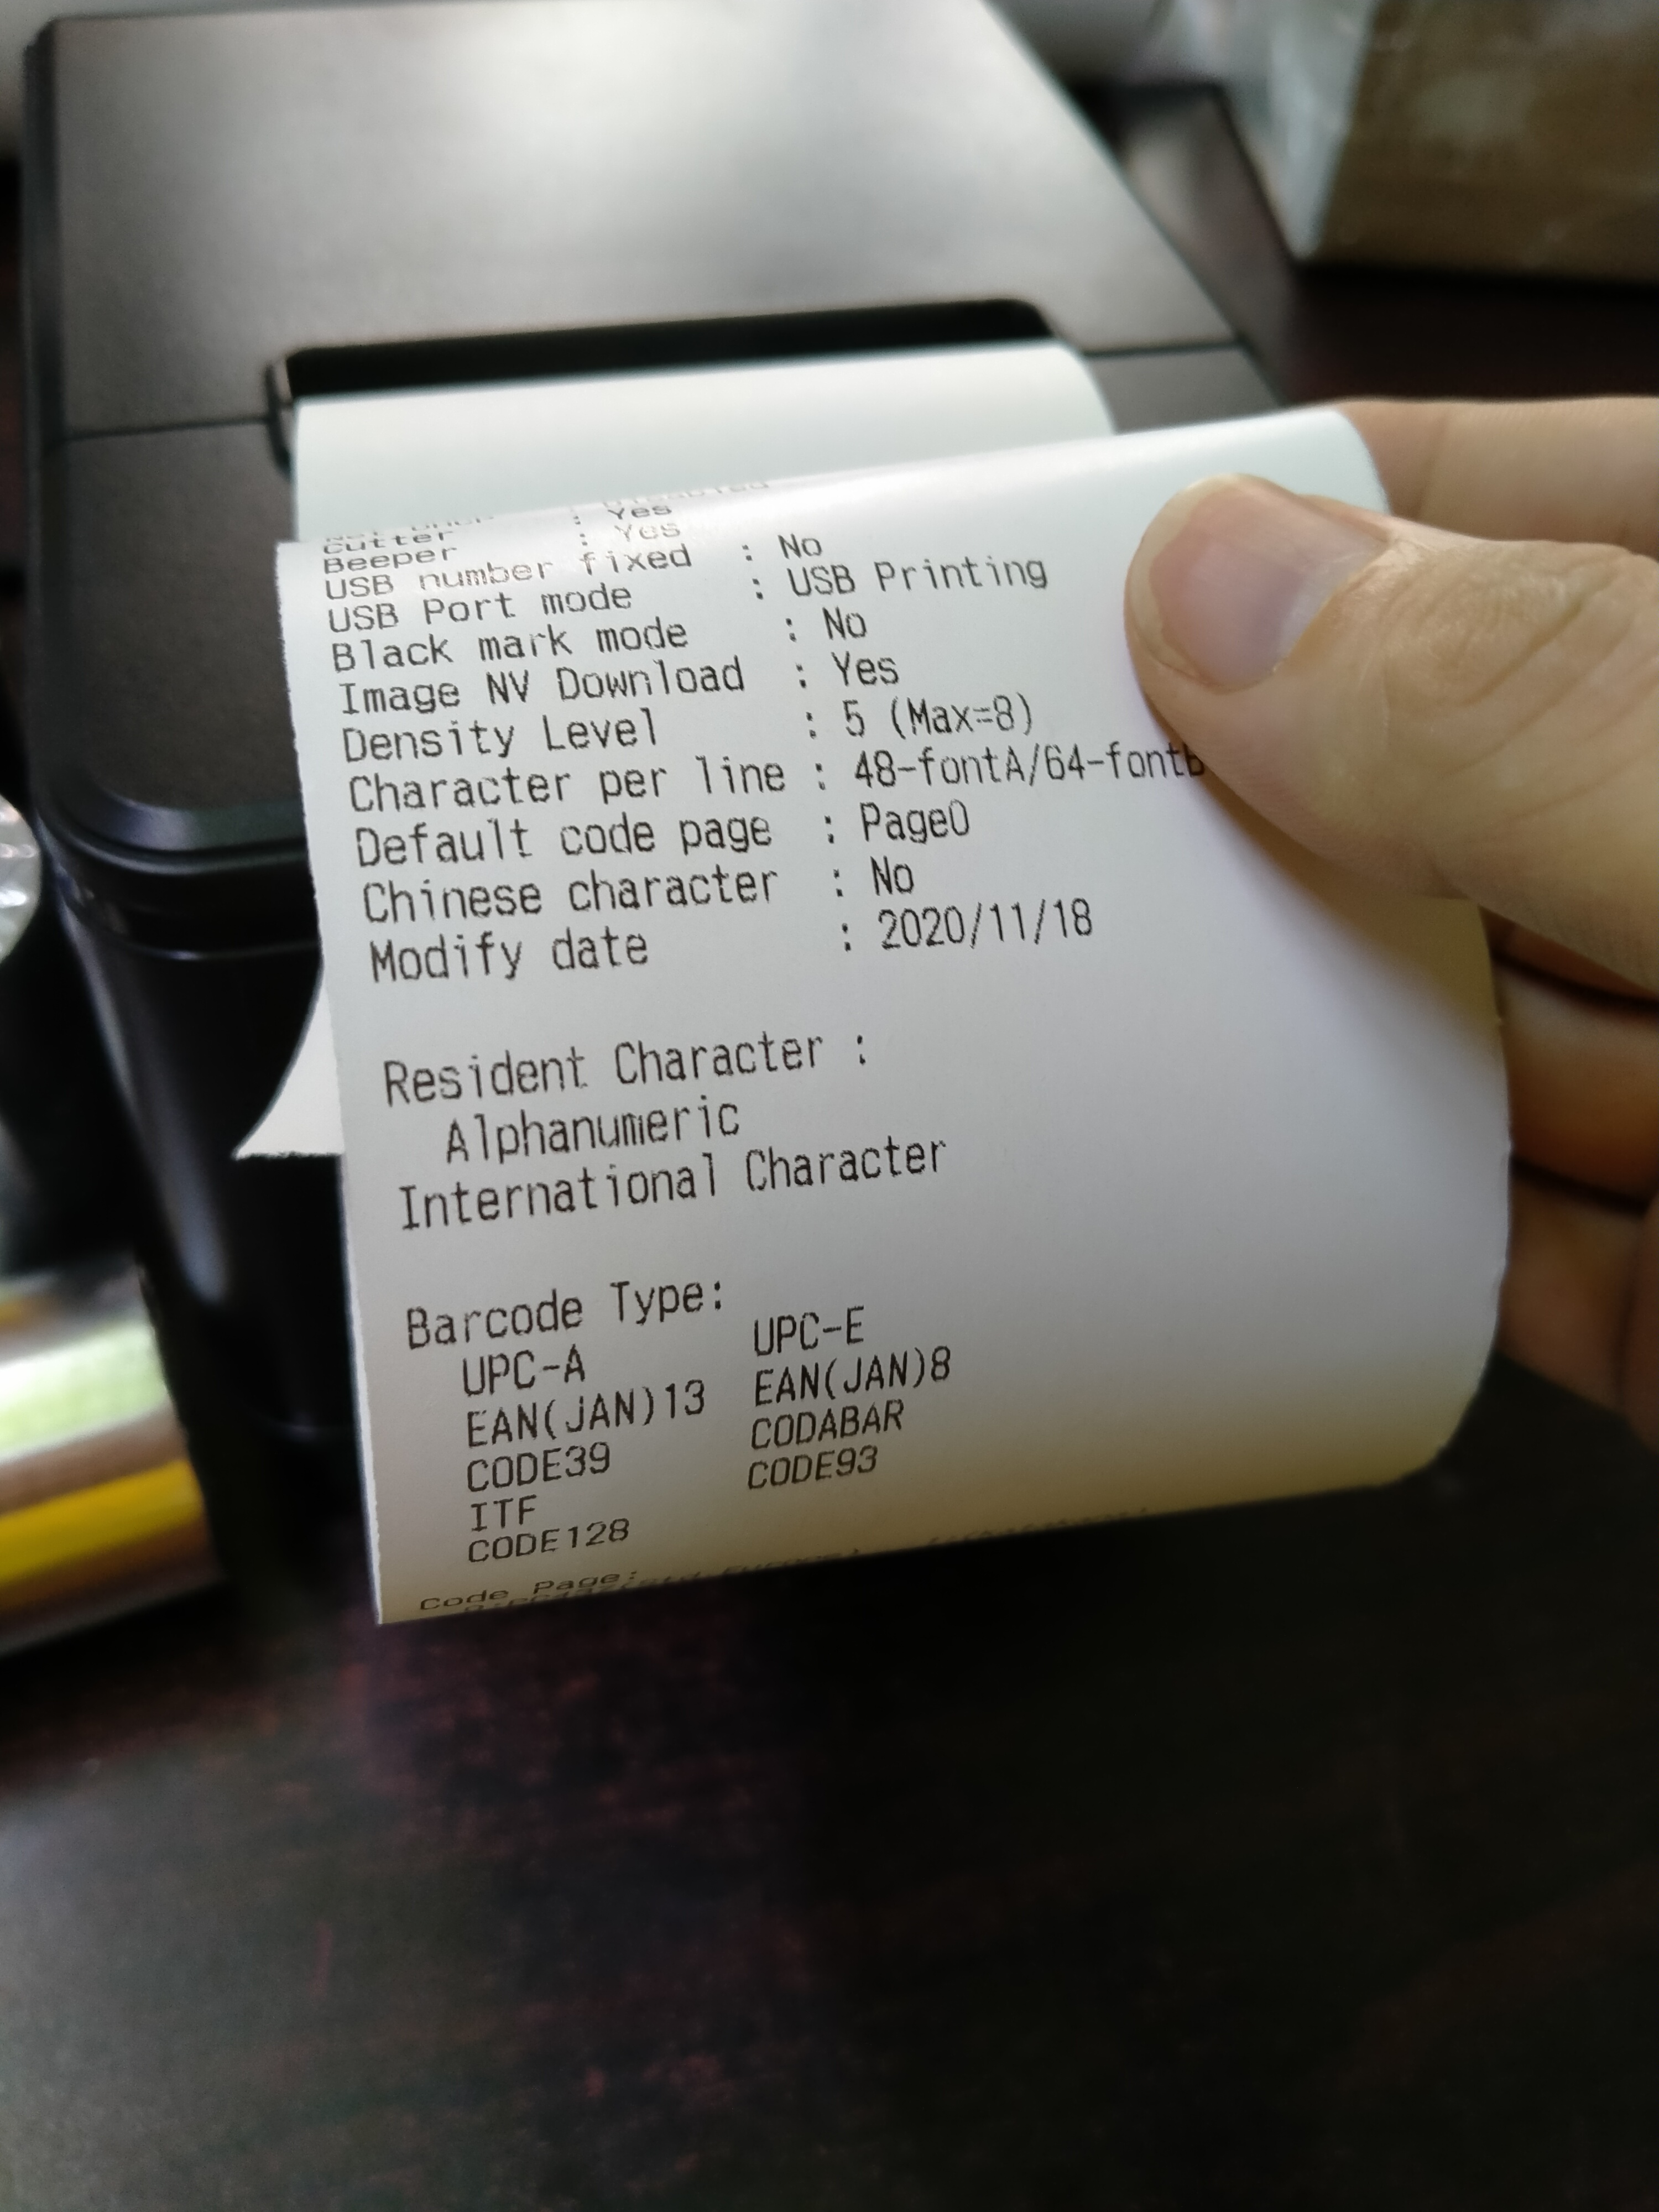 Cutter : Yes
Beeper : Yes
USB number fixed : No
USB Port mode : USB Printing
Black mark mode : No
Image NV Download : Yes
Density Level : 5 (Max=8)
Character per line : 48-fontA/64-fontB
Default code page : Page0
Chinese character : No
Modify date : 2020/11/18
Resident Character :
Alphanumeric
International Character
Barcode Type:
UPC-A UPC-E
EAN(JAN)13 EAN(JAN)8
CODE39 CODABAR
ITF CODE93
CODE128
Code Page: